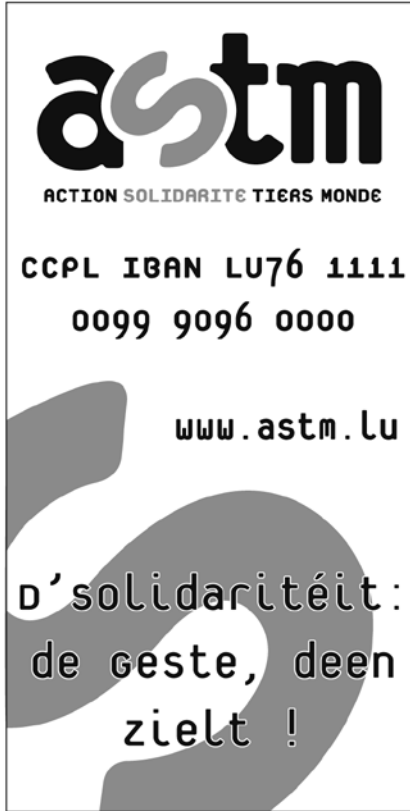 astm
ACTION SOLIDARITE TIERS MONDE
CCPL IBAN LU76 1111
0099 9096 0000
www.astm.lu
D'solidaritéit:
de Geste, deen
zielt !